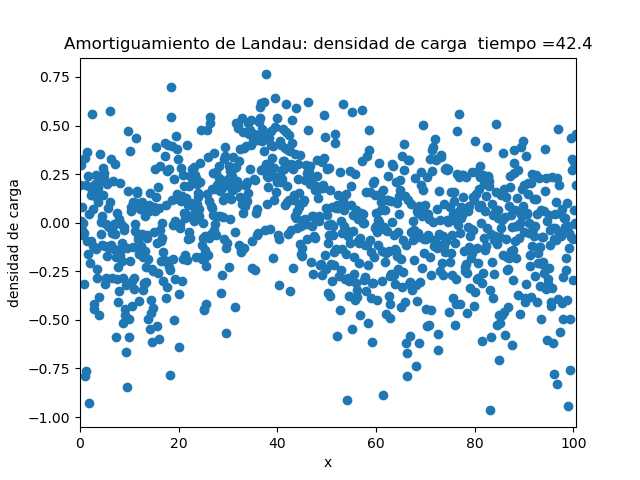 Amortiguamiento de Landau: densidad de carga  tiempo =42.4
densidad de carga
0.75
0.50
0.25
0.00
−0.25
−0.50
−0.75
−1.00
0 20 40 60 80 100
x